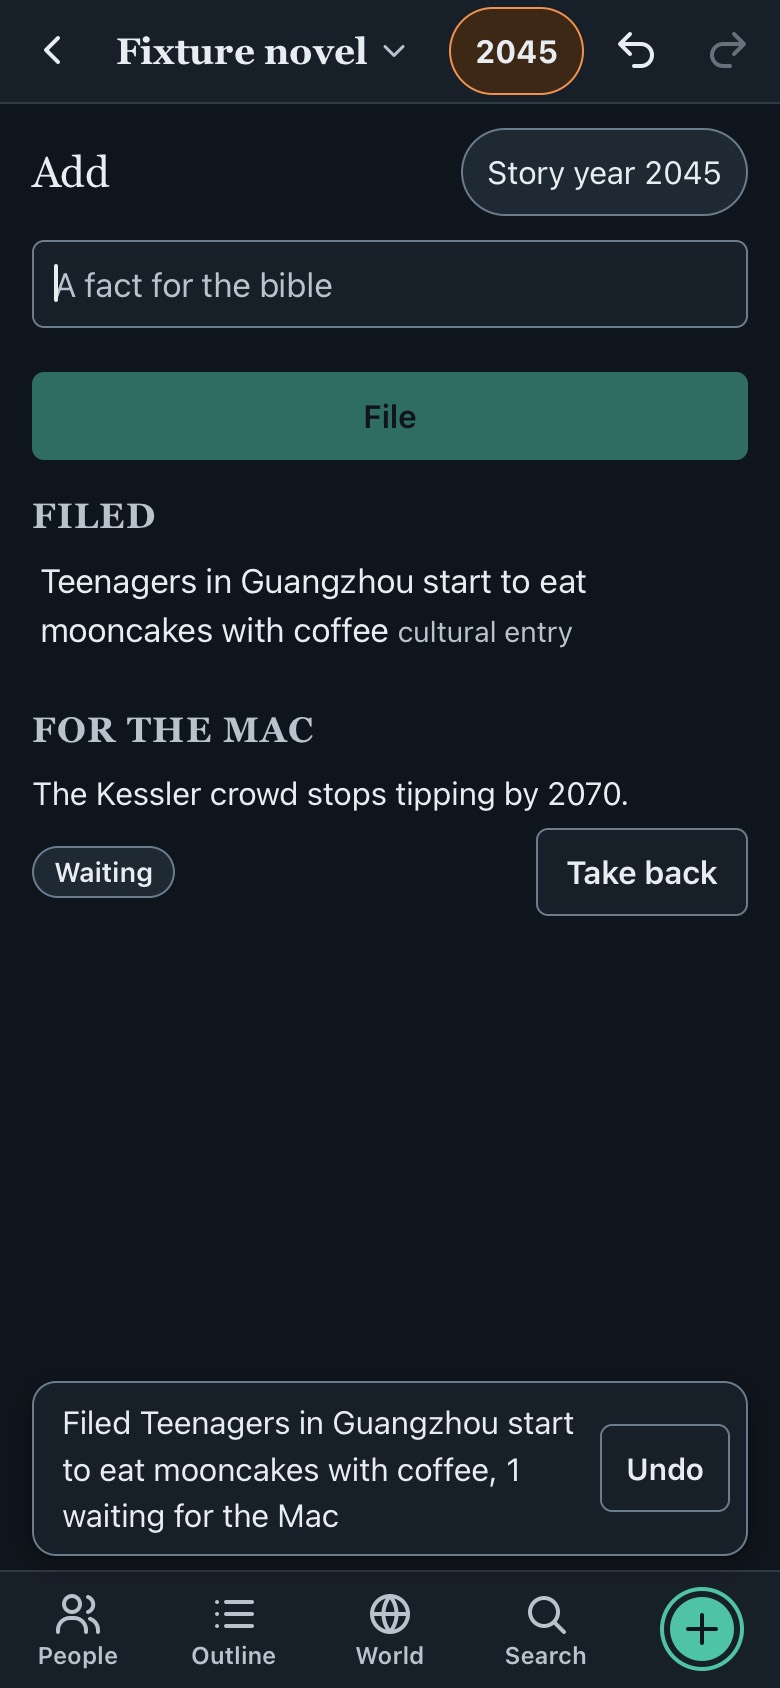 Fixture novel
2045
Add
Story year 2045
A fact for the bible
File
FILED
Teenagers in Guangzhou start to eat
mooncakes with coffee cultural entry
FOR THE MAC
The Kessler crowd stops tipping by 2070.
Waiting
Take back
Filed Teenagers in Guangzhou start
to eat mooncakes with coffee, 1
waiting for the Mac
Undo
People
Outline
World
Search